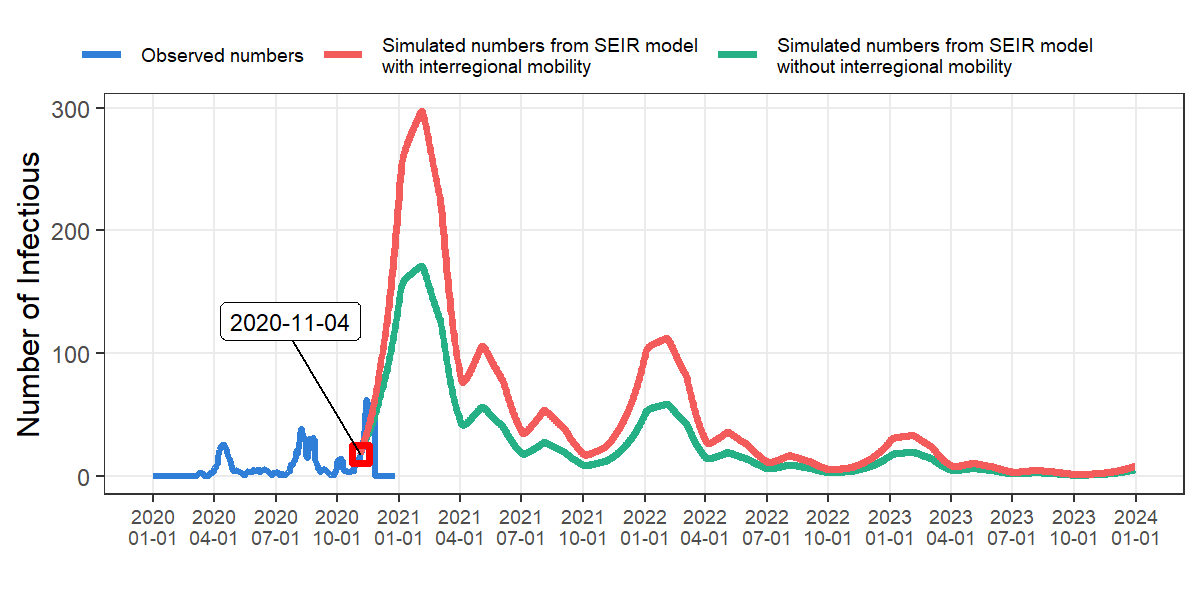 Observed numbers
Simulated numbers from SEIR model
with interregional mobility
Simulated numbers from SEIR model
without interregional mobility
Number of Infectious
300
200
100
0
2020-11-04
2020 2020 2020 2020 2021 2021 2021 2021 2022 2022 2022 2022 2023 2023 2023 2023 2024
01-01 04-01 07-01 10-01 01-01 04-01 07-01 10-01 01-01 04-01 07-01 10-01 01-01 04-01 07-01 10-01 01-01